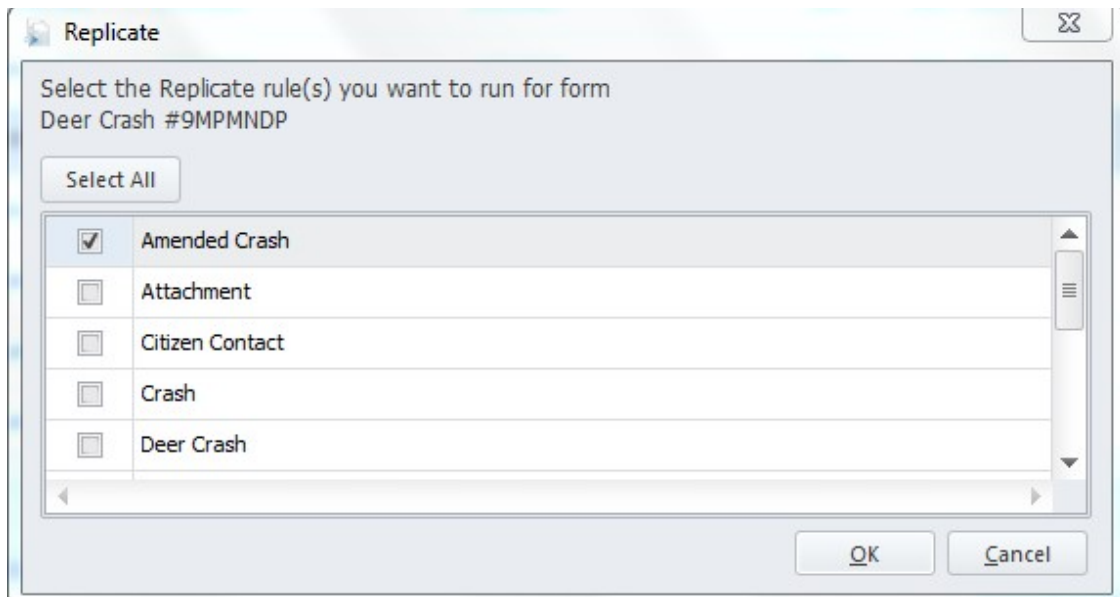 Replicate
Select the Replicate rule(s) you want to run for form
Deer Crash #9MPMNDP
Select All
Amended Crash
Attachment
Citizen Contact
Crash
Deer Crash
OK
Cancel